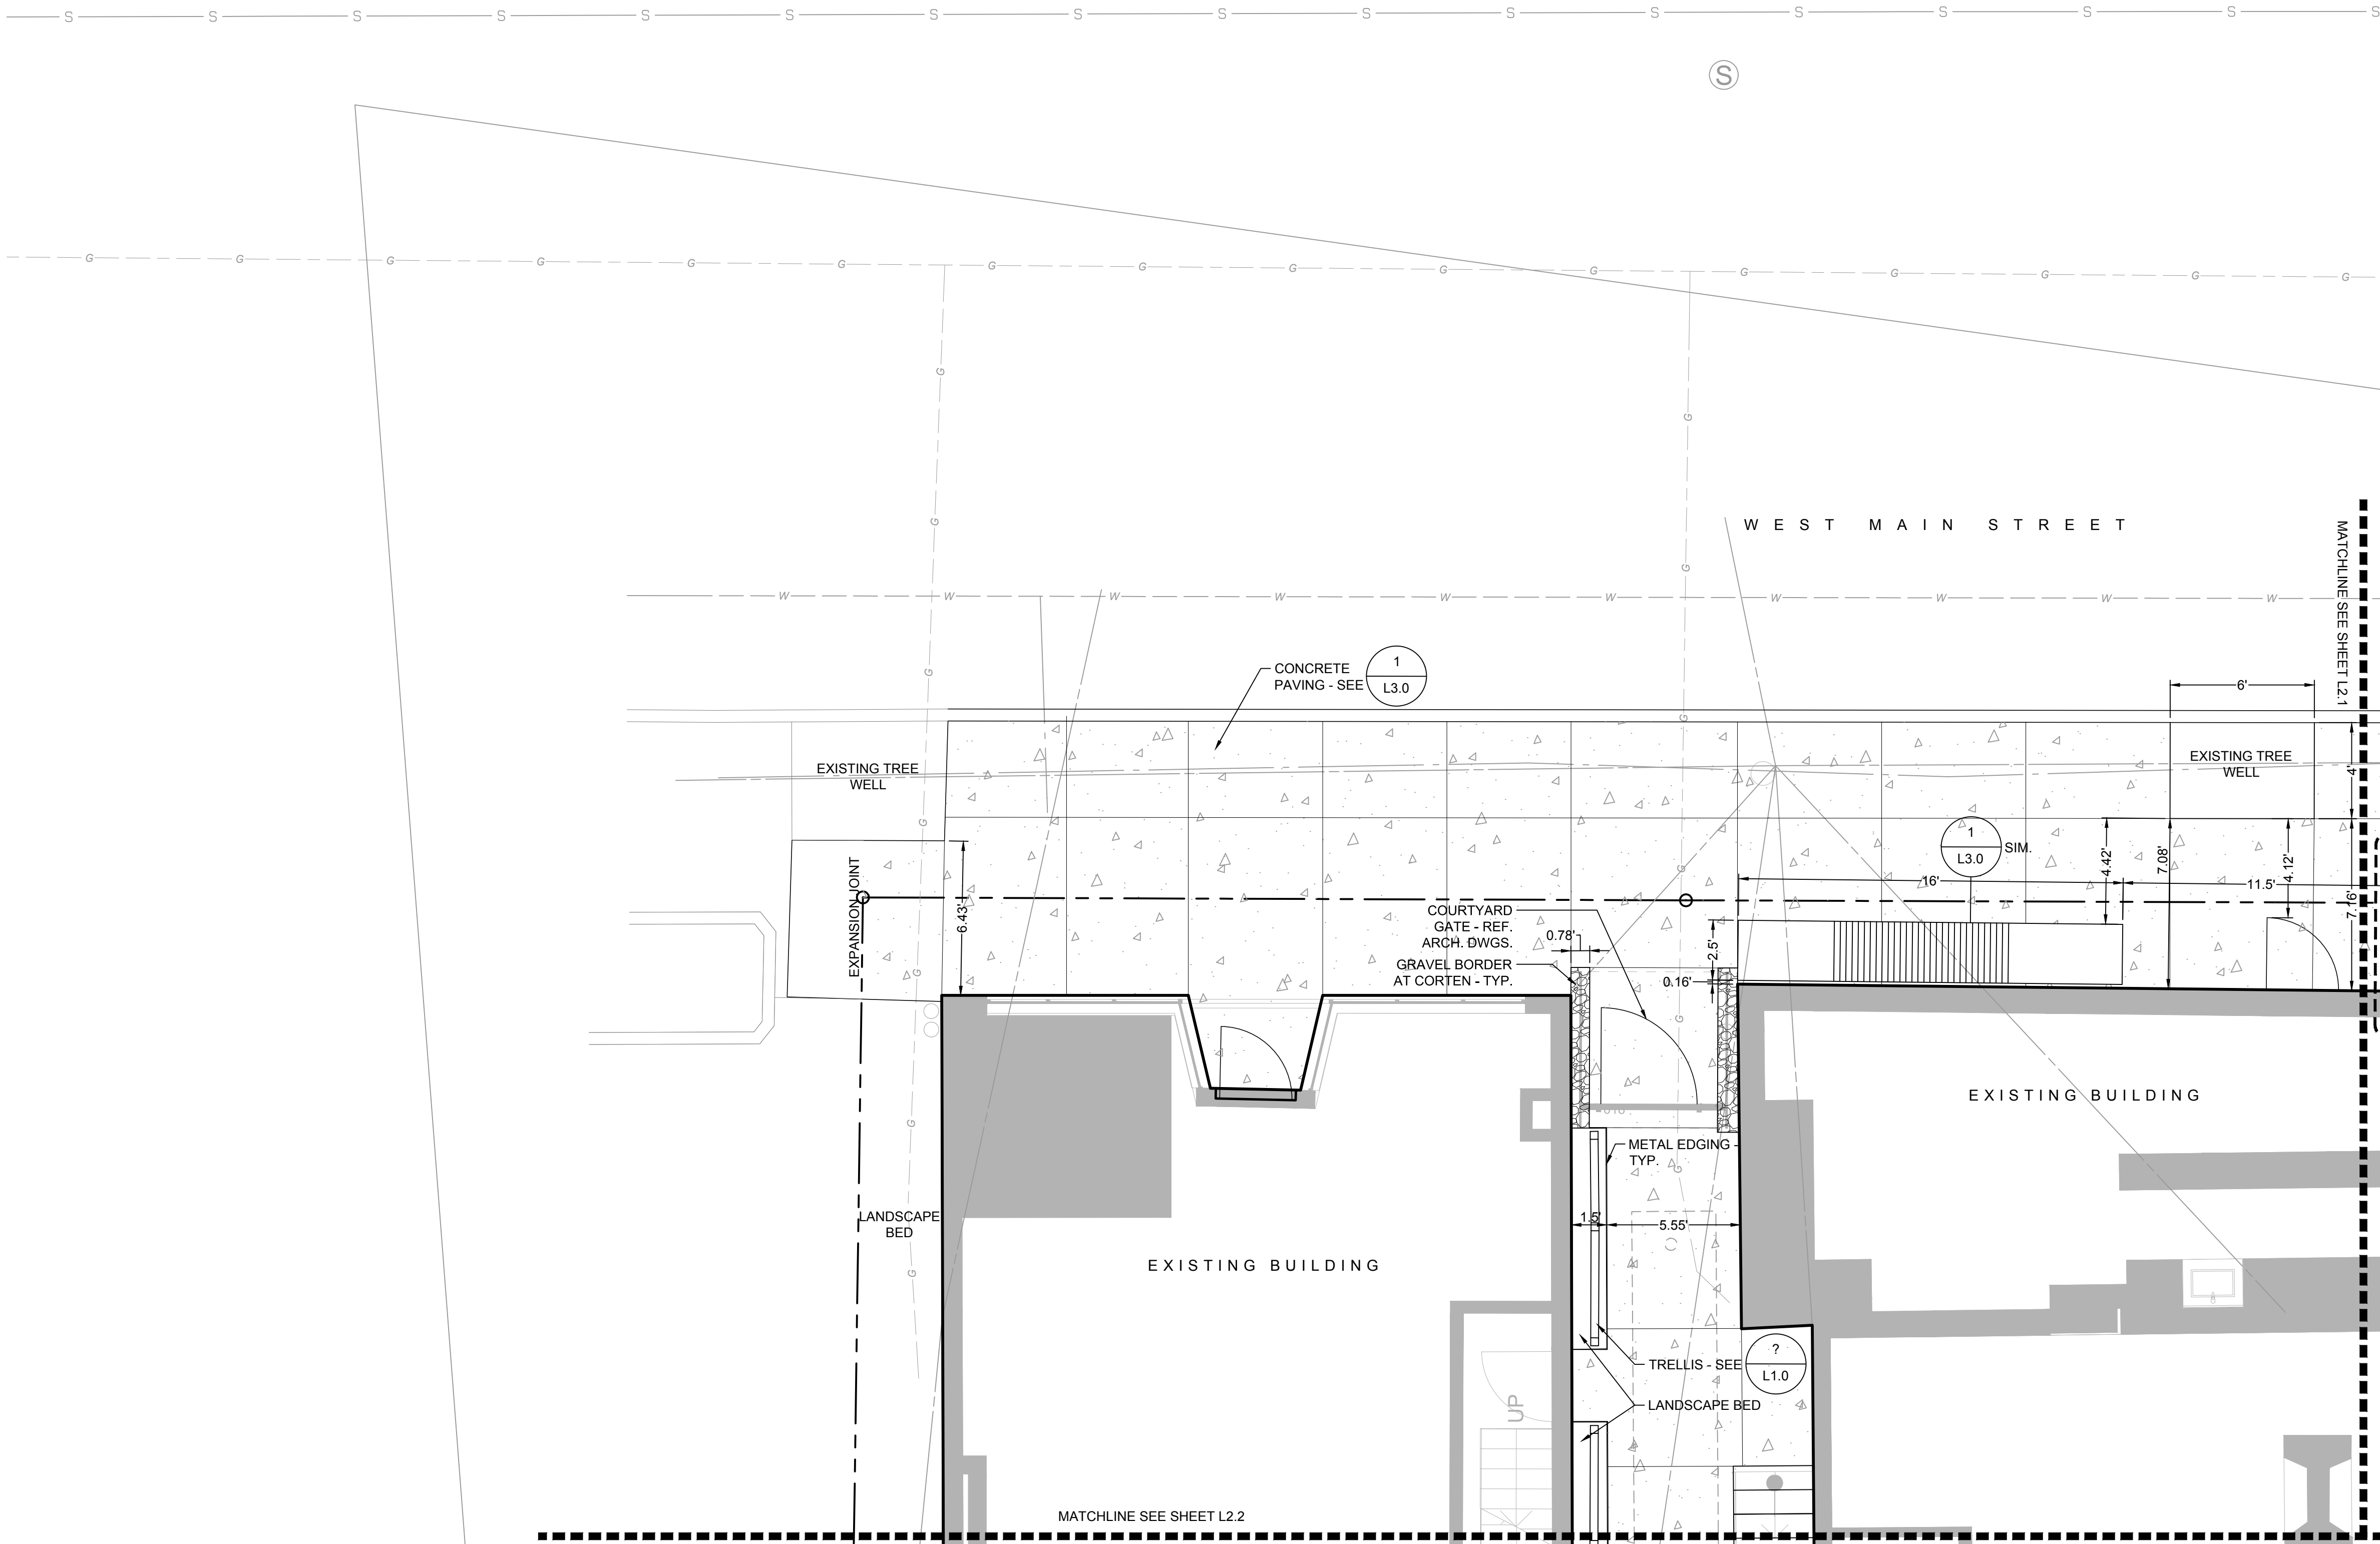 S S S S S S S S S S S S S S S S S
S
G G G G G G G G G G G G G G G G
G
G
G
G
WEST MAIN STREET
MATCHLINE SEE SHEET L2.1
W W W W W W W W W W
CONCRETE
PAVING - SEE
1
L3.0
G
6'
G
EXISTING TREE
WELL
EXISTING TREE
WELL
4'
G
EXPANSION JOINT
6.43'
G
G
1
L3.0
SIM.
4.42'
7.08'
4.12'
7.16'
16'
11.5'
COURTYARD
GATE - REF.
ARCH. DWGS.
0.78'
2.5'
GRAVEL BORDER
AT CORTEN - TYP.
0.16'
G
G
EXISTING BUILDING
METAL EDGING -
TYP.
G
LANDSCAPE
BED
G
1.5'
5.55'
EXISTING BUILDING
G
TRELLIS - SEE
?
L1.0
LANDSCAPE BED
UP
MATCHLINE SEE SHEET L2.2